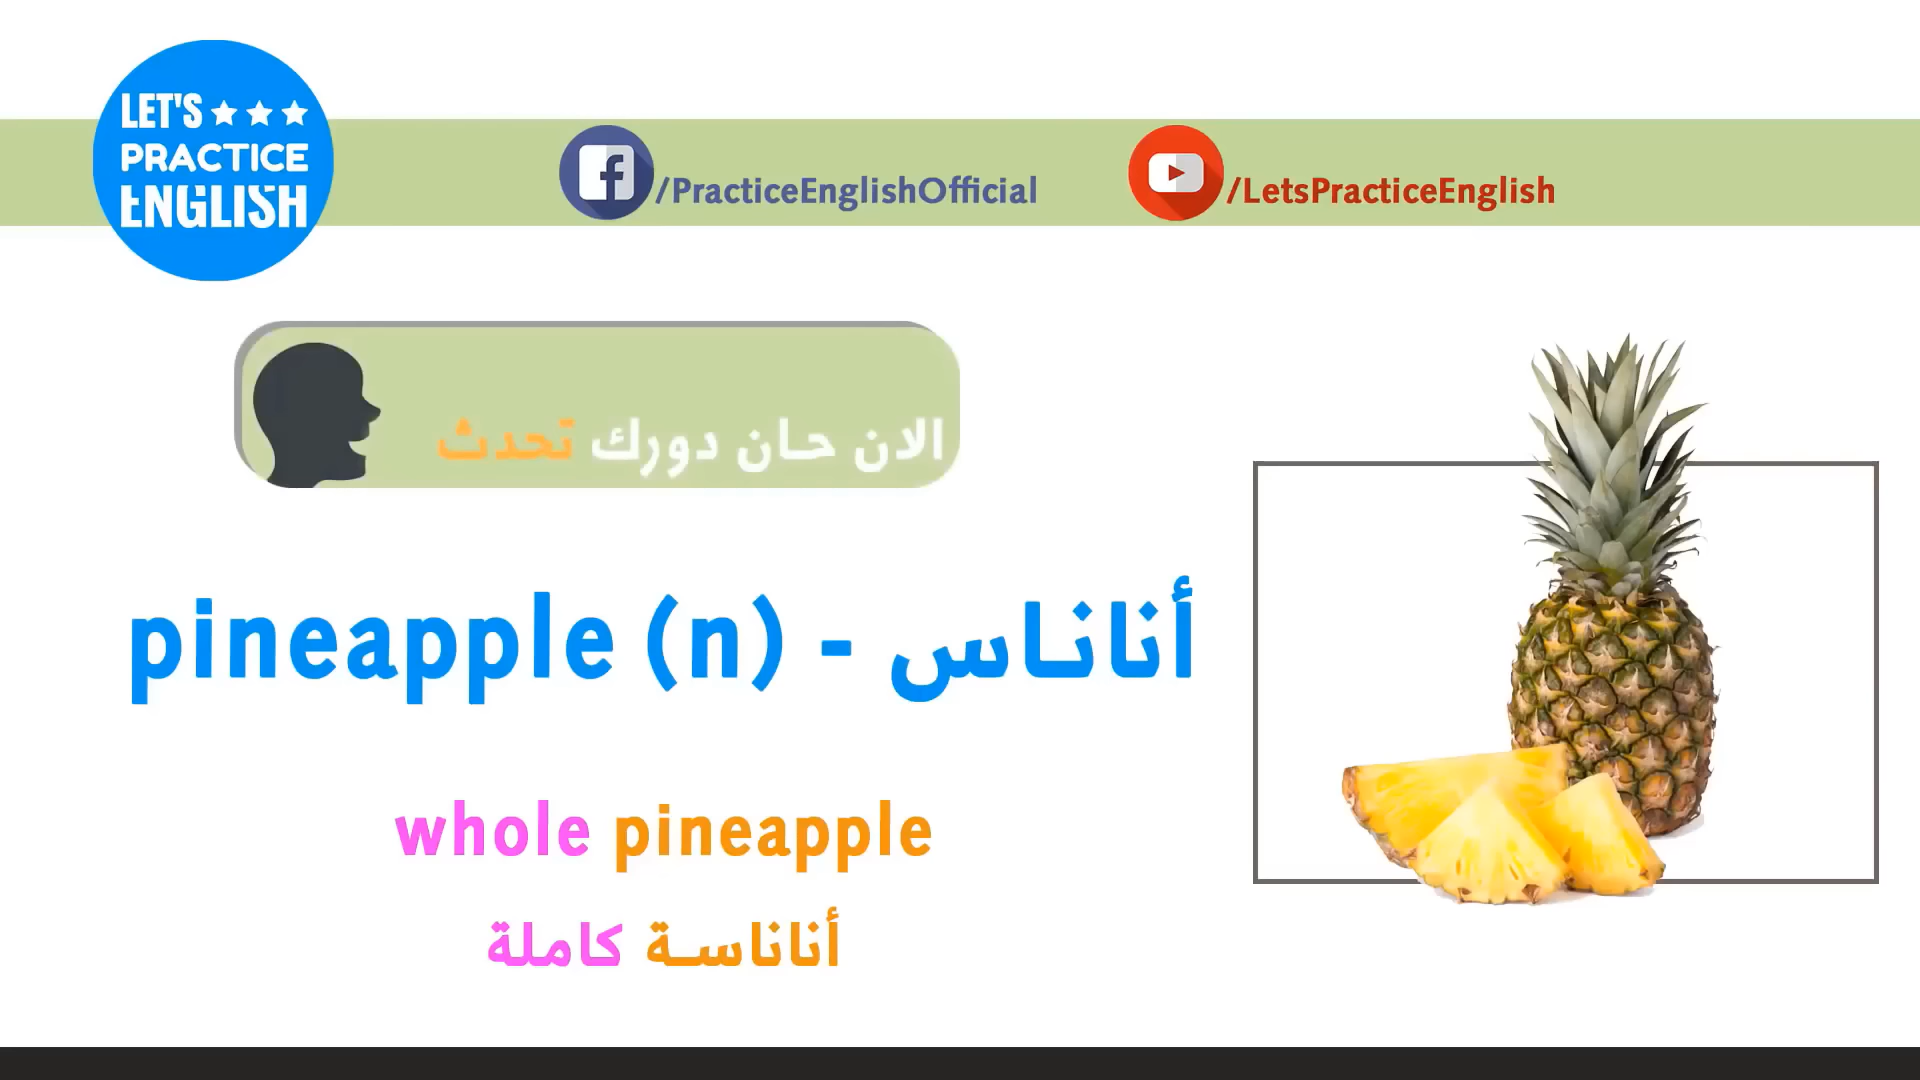 LET'S
PRACTICE
ENGLISH
/PracticeEnglishOfficial
/LetsPracticeEnglish
الان حان دورك تحدث
pineapple (n) - أناناس
whole pineapple
أناناسة كاملة